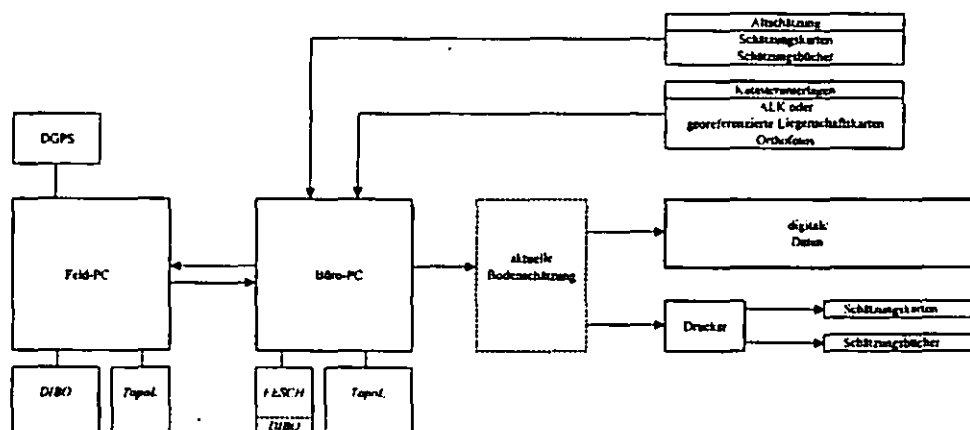 Altschätzung
Schätzungskarten
Schätzungsbücher
Katasterunterlagen
ALK oder
georeferenzierte Liegenschaftskarten
Orthofotos
DGPS
Feld-PC
Büro-PC
aktuelle
Bodenschätzung
digitale
Daten
Drucker
Schätzungskarten
Schätzungsbücher
DIBO
TopoL
FESCH
DIBO
TopoL